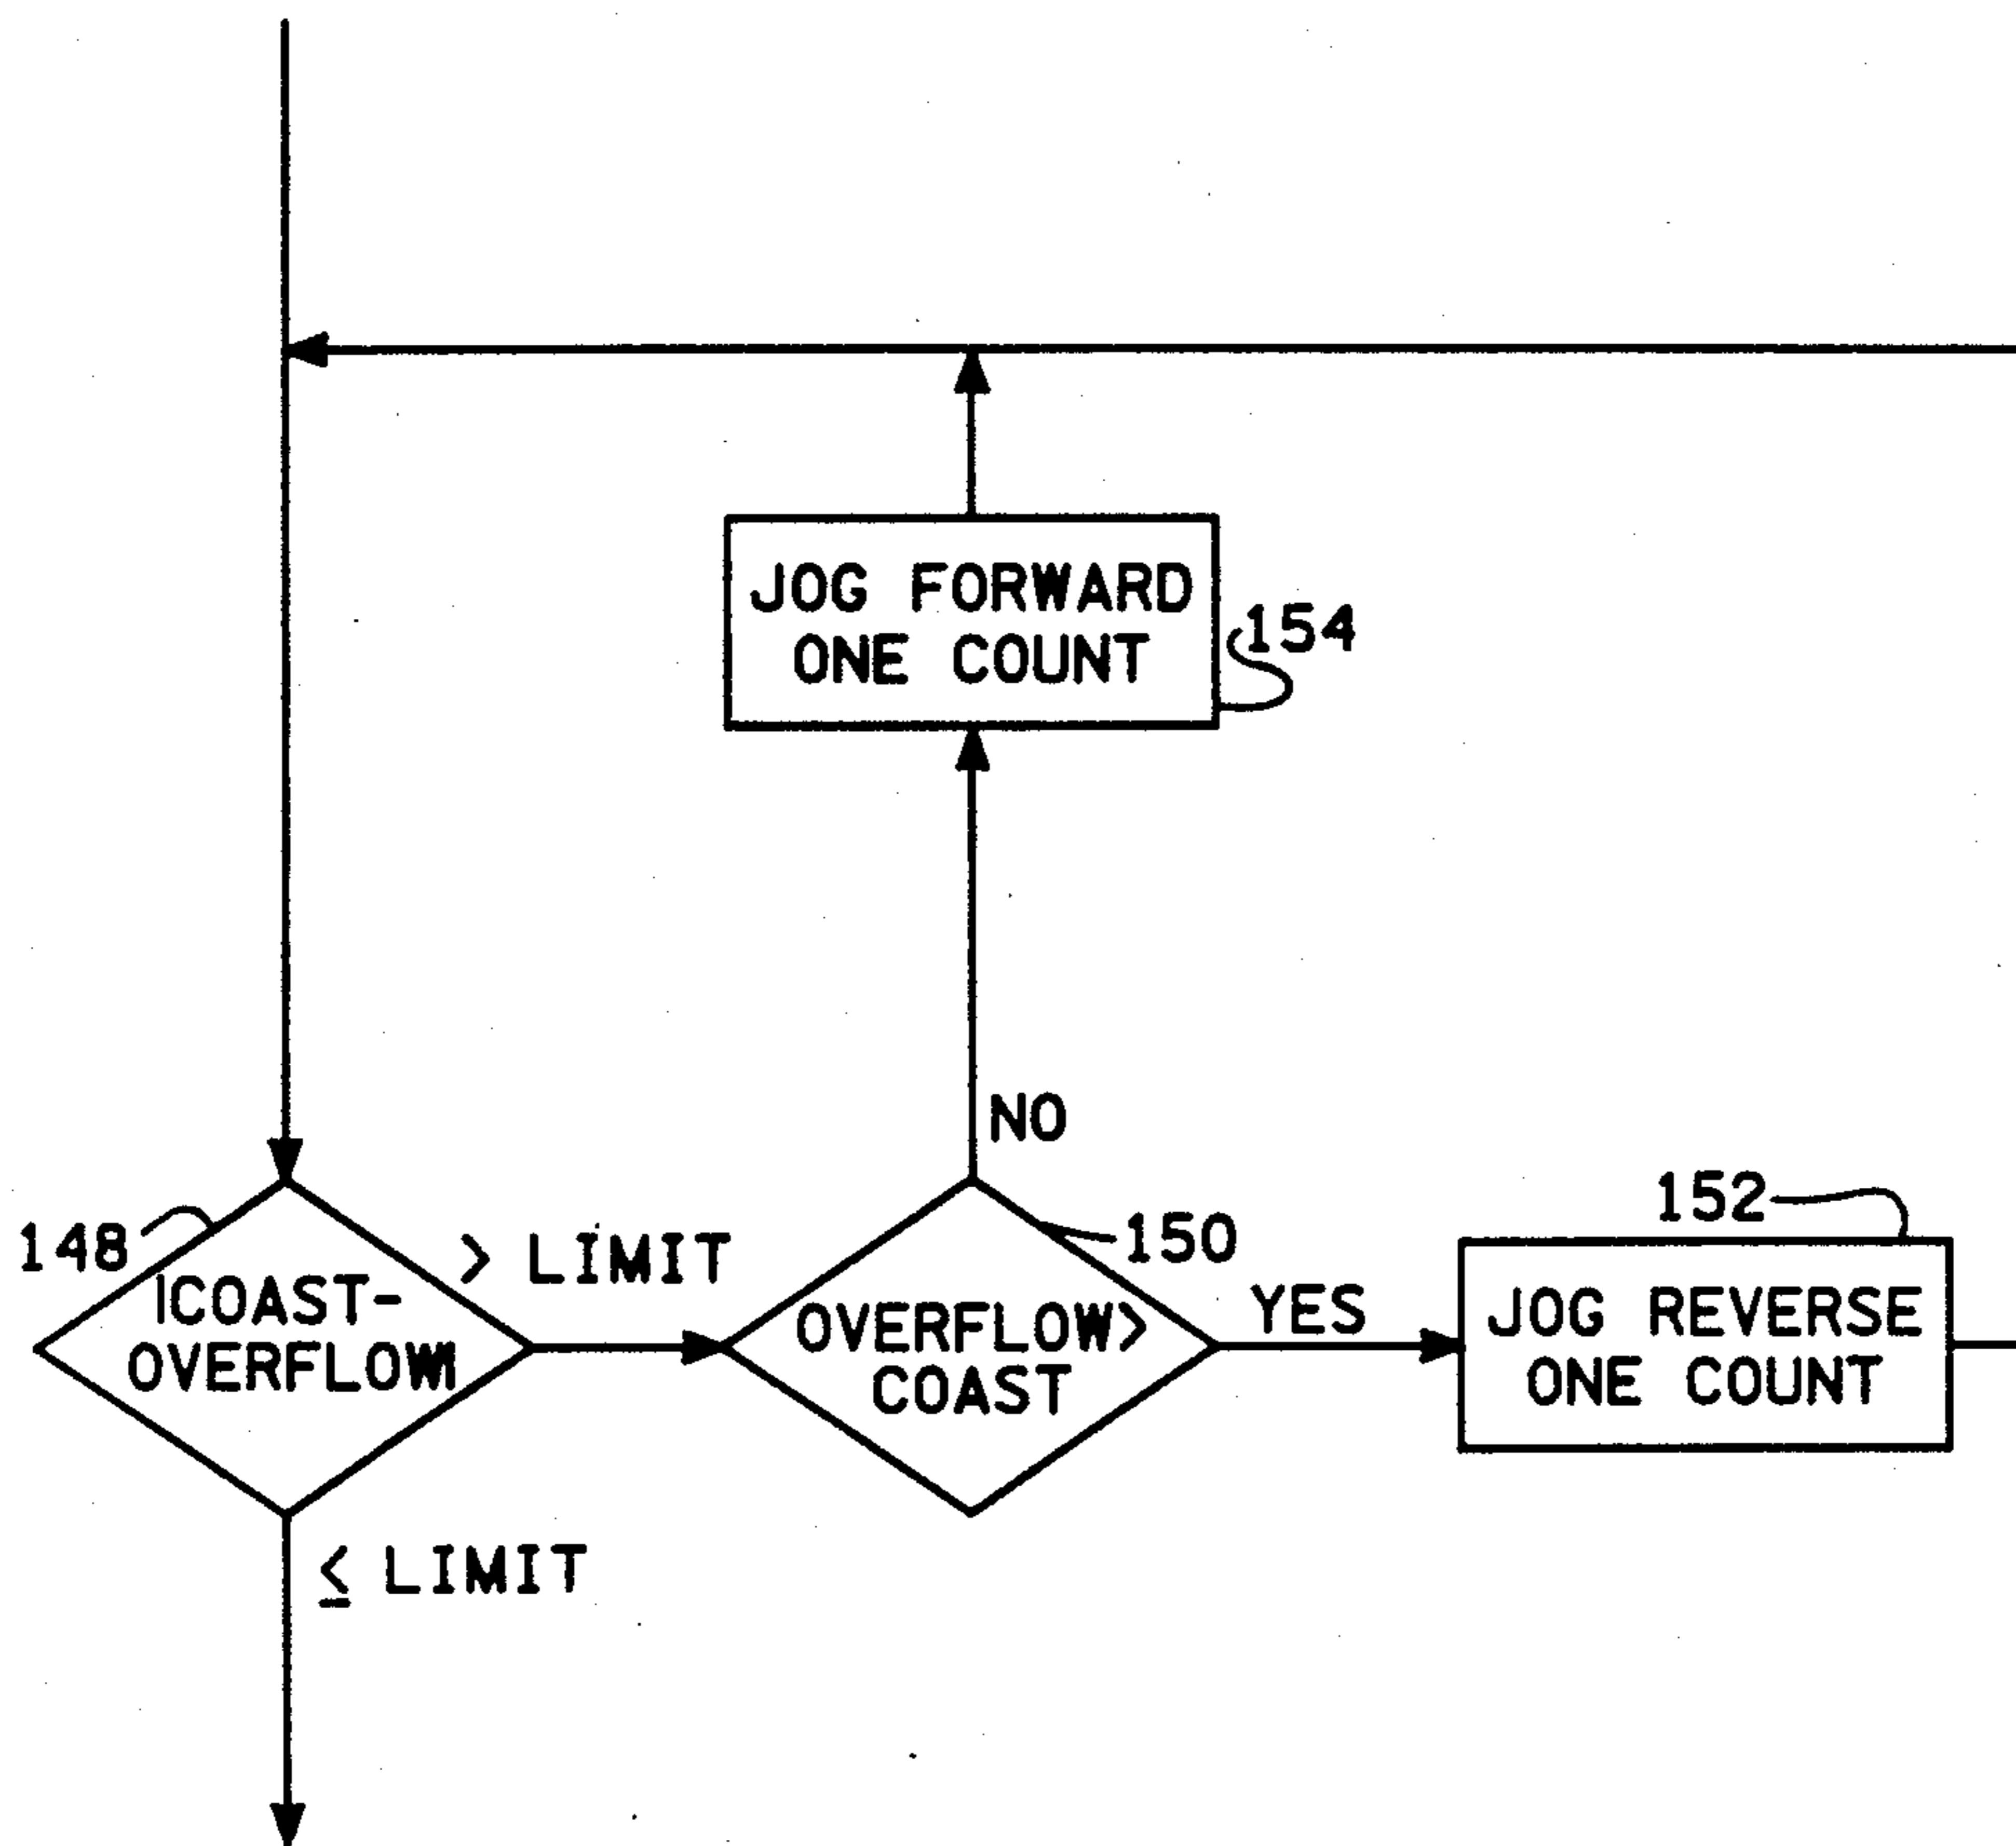 JOG FORWARD
ONE COUNT
154
NO
148
> LIMIT
150
152
|COAST-
OVERFLOW|
OVERFLOW>
COAST
YES
JOG REVERSE
ONE COUNT
≤ LIMIT